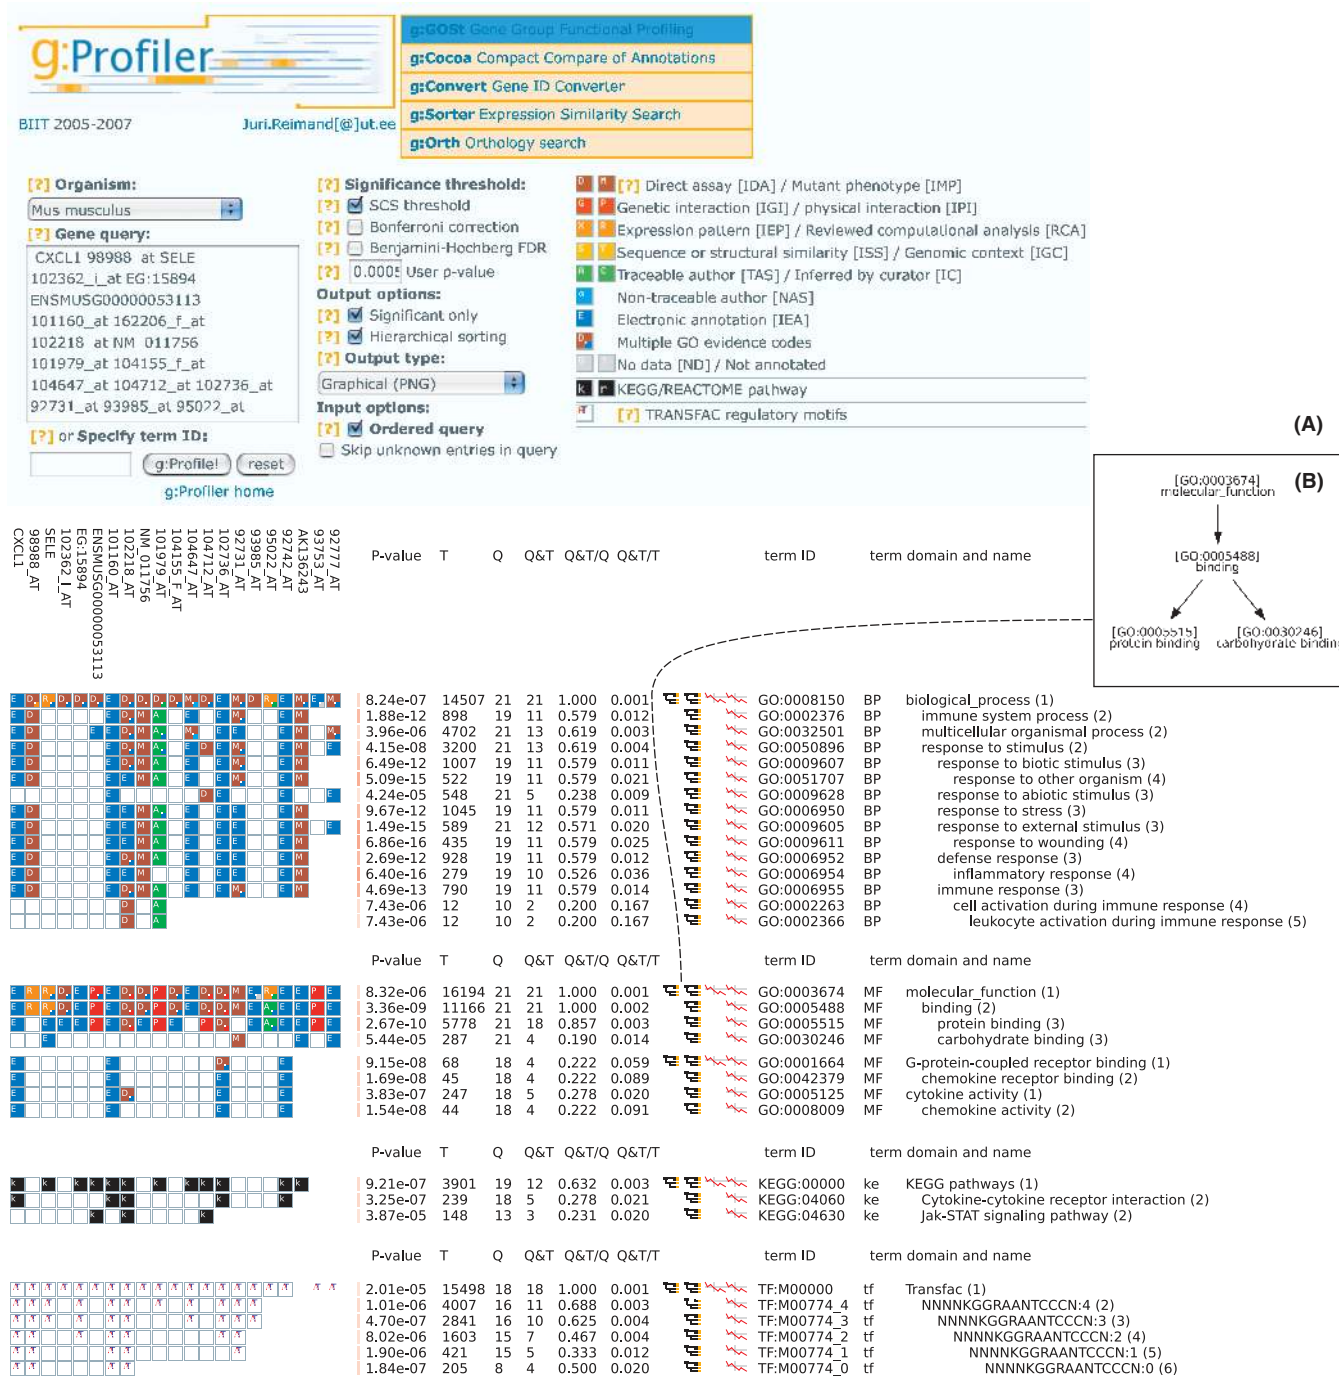 g:Profiler
BIIT 2005-2007
Juri.Reimand[@]ut.ee
g:GOSt Gene Group Functional Profiling
g:Cocoa Compact Compare of Annotations
g:Convert Gene ID Converter
g:Sorter Expression Similarity Search
g:Orth Orthology search
[?] Organism:
Mus musculus
[?] Gene query:
CXCL1 98988_at SELE
102362_i_at EG:15894
ENSMUSG00000053113
101160_at 162206_f_at
102218_at NM_011756
101979_at 104155_f_at
104647_at 104712_at 102736_at
92731_at 93985_at 95022_at
[?] or Specify term ID:
g:Profile! reset
g:Profiler home
[?] Significance threshold:
[?] SCS threshold
[?] Bonferroni correction
[?] Benjamini-Hochberg FDR
[?] 0.0005 User p-value
Output options:
[?] Significant only
[?] Hierarchical sorting
[?] Output type:
Graphical (PNG)
Input options:
[?] Ordered query
Skip unknown entries in query
[?] Direct assay [IDA] / Mutant phenotype [IMP]
Genetic interaction [IGI] / physical interaction [IPI]
Expression pattern [IEP] / Reviewed computational analysis [RCA]
Sequence or structural similarity [ISS] / Genomic context [IGC]
Traceable author [TAS] / Inferred by curator [IC]
Non-traceable author [NAS]
Electronic annotation [IEA]
Multiple GO evidence codes
No data [ND] / Not annotated
k r KEGG/REACTOME pathway
[?] TRANSFAC regulatory motifs
(A)
(B)
[GO:0003674]
molecular_function
[GO:0005488]
binding
[GO:0005515]
protein binding
[GO:0030246]
carbohydrate binding
CXCL1
98988_AT
SELE
102362_I_AT
EG:15894
ENSMUSG00000053113
101160_AT
102218_AT
NM_011756
101979_AT
104155_F_AT
104647_AT
104712_AT
102736_AT
92731_AT
93985_AT
95022_AT
92742_AT
AK136243
93753_AT
92777_AT
P-value T Q Q&T Q&T/Q Q&T/T term ID term domain and name
8.24e-07 14507 21 21 1.000 0.001 GO:0008150 BP biological_process (1)
1.88e-12 898 19 11 0.579 0.012 GO:0002376 BP immune system process (2)
3.96e-06 4702 21 13 0.619 0.003 GO:0032501 BP multicellular organismal process (2)
4.15e-08 3200 21 13 0.619 0.004 GO:0050896 BP response to stimulus (2)
6.49e-12 1007 19 11 0.579 0.011 GO:0009607 BP response to biotic stimulus (3)
5.09e-15 522 19 11 0.579 0.021 GO:0051707 BP response to other organism (4)
4.24e-05 548 21 5 0.238 0.009 GO:0009628 BP response to abiotic stimulus (3)
9.67e-12 1045 19 11 0.579 0.011 GO:0006950 BP response to stress (3)
1.49e-15 589 21 12 0.571 0.020 GO:0009605 BP response to external stimulus (3)
6.86e-16 435 19 11 0.579 0.025 GO:0009611 BP response to wounding (4)
2.69e-12 928 19 11 0.579 0.012 GO:0006952 BP defense response (3)
6.40e-16 279 19 10 0.526 0.036 GO:0006954 BP inflammatory response (4)
4.69e-13 790 19 11 0.579 0.014 GO:0006955 BP immune response (3)
7.43e-06 12 10 2 0.200 0.167 GO:0002263 BP cell activation during immune response (4)
7.43e-06 12 10 2 0.200 0.167 GO:0002366 BP leukocyte activation during immune response (5)
P-value T Q Q&T Q&T/Q Q&T/T term ID term domain and name
8.32e-06 16194 21 21 1.000 0.001 GO:0003674 MF molecular_function (1)
3.36e-09 11166 21 21 1.000 0.002 GO:0005488 MF binding (2)
2.67e-10 5778 21 18 0.857 0.003 GO:0005515 MF protein binding (3)
5.44e-05 287 21 4 0.190 0.014 GO:0030246 MF carbohydrate binding (3)
9.15e-08 68 18 4 0.222 0.059 GO:0001664 MF G-protein-coupled receptor binding (1)
1.69e-08 45 18 4 0.222 0.089 GO:0042379 MF chemokine receptor binding (2)
3.83e-07 247 18 5 0.278 0.020 GO:0005125 MF cytokine activity (1)
1.54e-08 44 18 4 0.222 0.091 GO:0008009 MF chemokine activity (2)
P-value T Q Q&T Q&T/Q Q&T/T term ID term domain and name
9.21e-07 3901 19 12 0.632 0.003 KEGG:00000 ke KEGG pathways (1)
3.25e-07 239 18 5 0.278 0.021 KEGG:04060 ke Cytokine-cytokine receptor interaction (2)
3.87e-05 148 13 3 0.231 0.020 KEGG:04630 ke Jak-STAT signaling pathway (2)
P-value T Q Q&T Q&T/Q Q&T/T term ID term domain and name
2.01e-05 15498 18 18 1.000 0.001 TF:M00000 tf Transfac (1)
1.01e-06 4007 16 11 0.688 0.003 TF:M00774_4 tf NNNNKGGRAANTCCCN:4 (2)
4.70e-07 2841 16 10 0.625 0.004 TF:M00774_3 tf NNNNKGGRAANTCCCN:3 (3)
8.02e-06 1603 15 7 0.467 0.004 TF:M00774_2 tf NNNNKGGRAANTCCCN:2 (4)
1.90e-06 421 15 5 0.333 0.012 TF:M00774_1 tf NNNNKGGRAANTCCCN:1 (5)
1.84e-07 205 8 4 0.500 0.020 TF:M00774_0 tf NNNNKGGRAANTCCCN:0 (6)